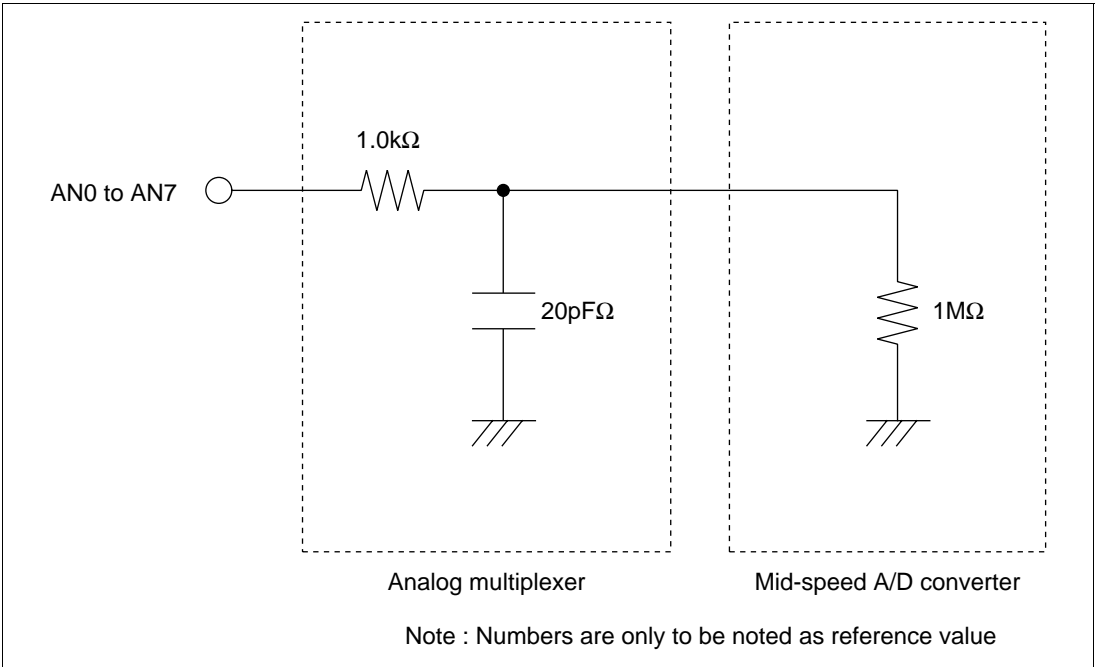 1.0kΩ
AN0 to AN7
20pFΩ
1MΩ
Analog multiplexer
Mid-speed A/D converter
Note : Numbers are only to be noted as reference value